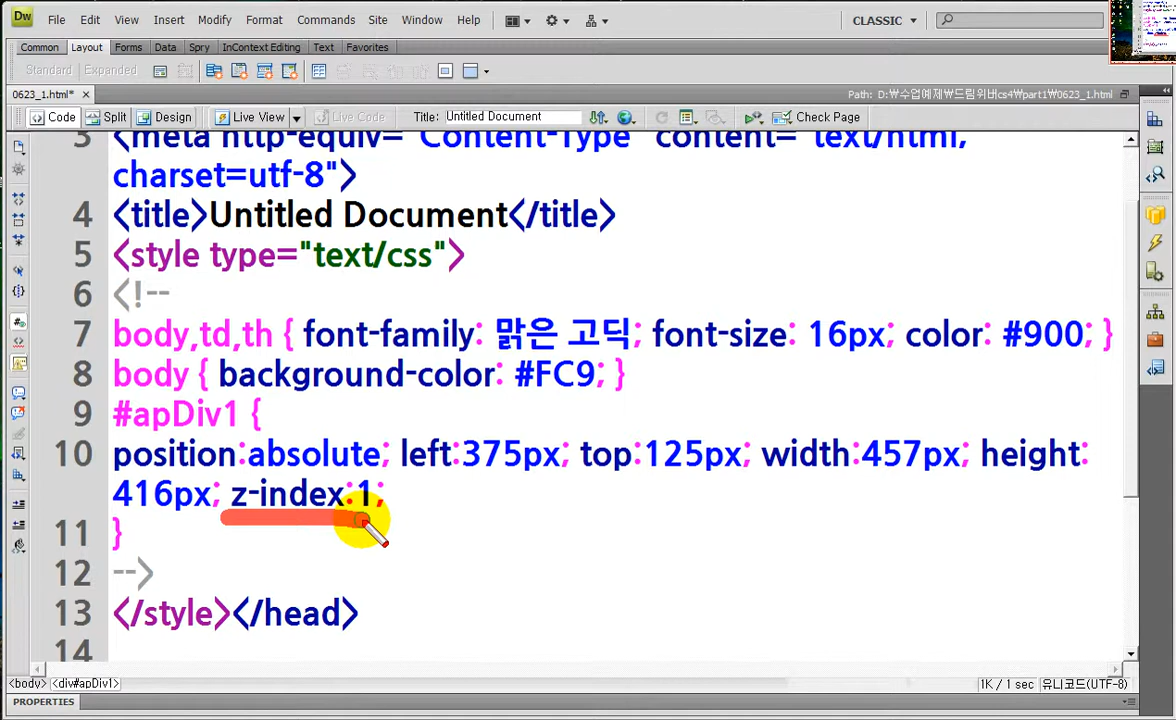 Dw File Edit View Insert Modify Format Commands Site Window Help CLASSIC
Common Layout Forms Data Spry InContext Editing Text Favorites
Standard Expanded
0623_1.html* Path: D:₩수업예제₩드림위버cs4₩part1₩0623_1.html
Code Split Design Live View Live Code Title: Untitled Document Check Page
3 <meta http-equiv="Content-Type" content="text/html;
charset=utf-8">
4 <title>Untitled Document</title>
5 <style type="text/css">
6 <!--
7 body,td,th { font-family: 맑은 고딕; font-size: 16px; color: #900; }
8 body { background-color: #FC9; }
9 #apDiv1 {
10 position:absolute; left:375px; top:125px; width:457px; height:
416px; z-index:1;
11 }
12 -->
13 </style></head>
14
<body> <div#apDiv1> 1K / 1 sec 유니코드(UTF-8)
PROPERTIES